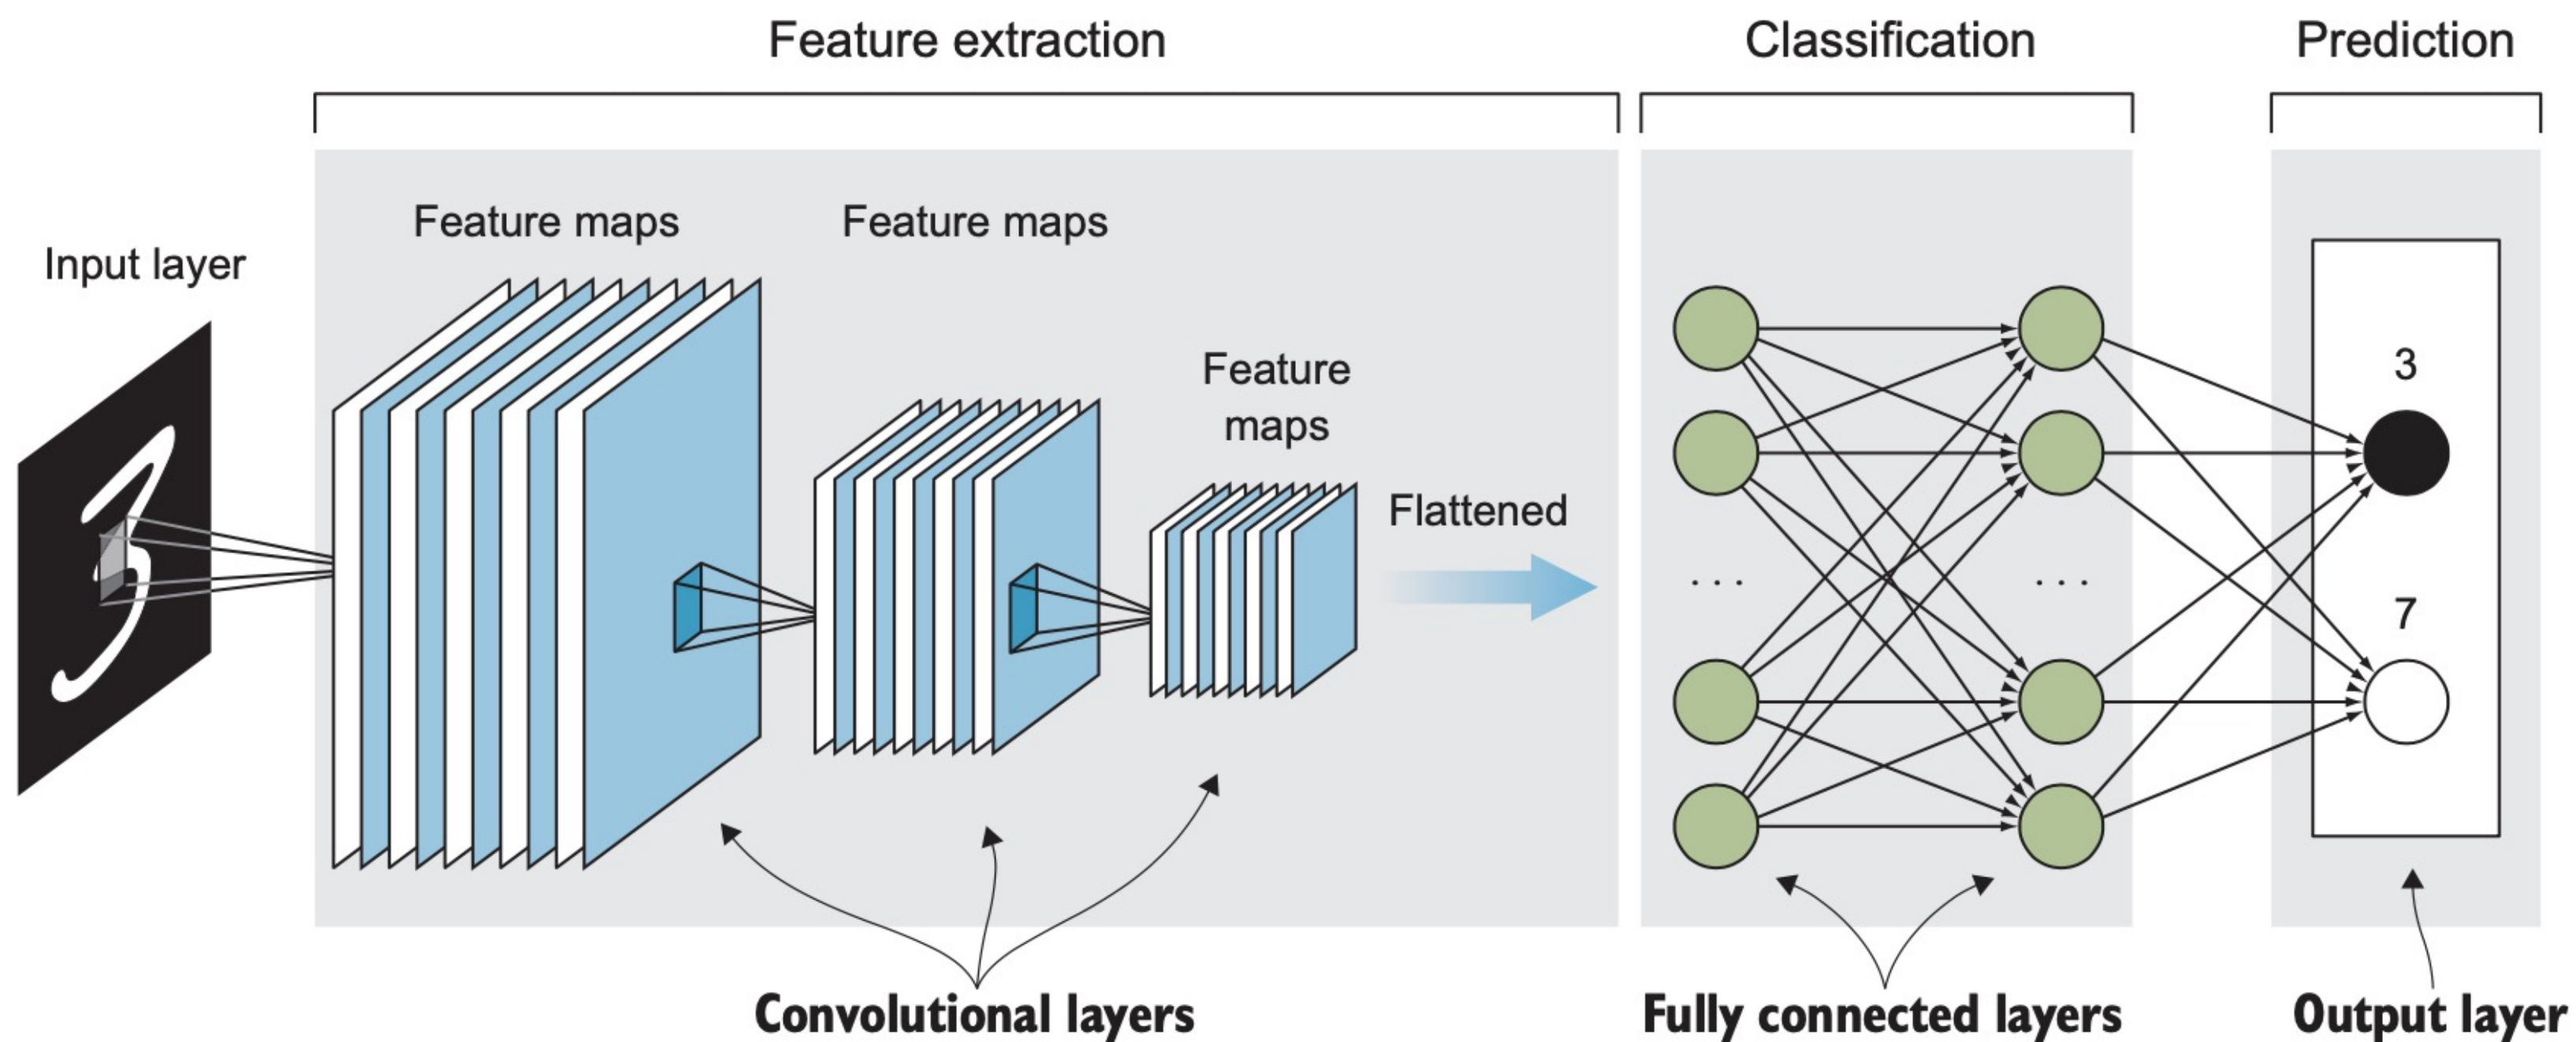 Feature extraction
Classification
Prediction
Input layer
Feature maps
Feature maps
Feature
maps
Flattened
3
3
. . .
. . .
7
Convolutional layers
Fully connected layers
Output layer